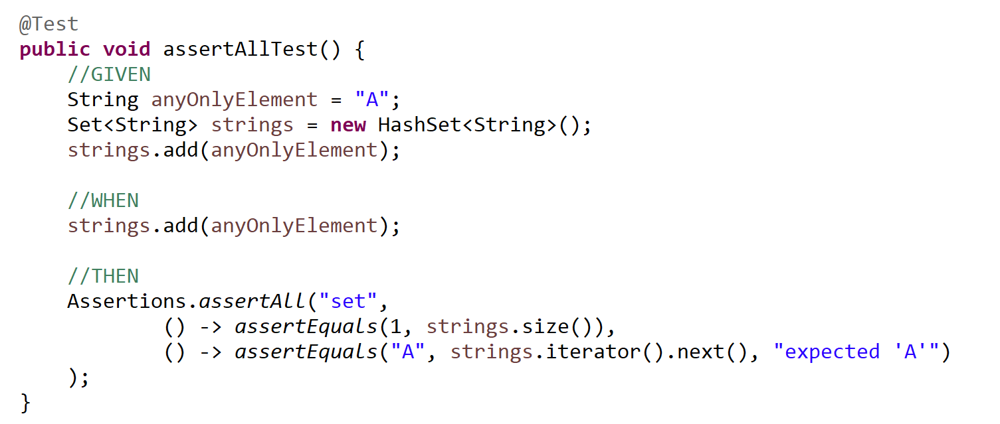 @Test
public void assertAllTest() {
    //GIVEN
    String anyOnlyElement = "A";
    Set<String> strings = new HashSet<String>();
    strings.add(anyOnlyElement);

    //WHEN
    strings.add(anyOnlyElement);

    //THEN
    Assertions.assertAll("set",
            () -> assertEquals(1, strings.size()),
            () -> assertEquals("A", strings.iterator().next(), "expected 'A'")
    );
}